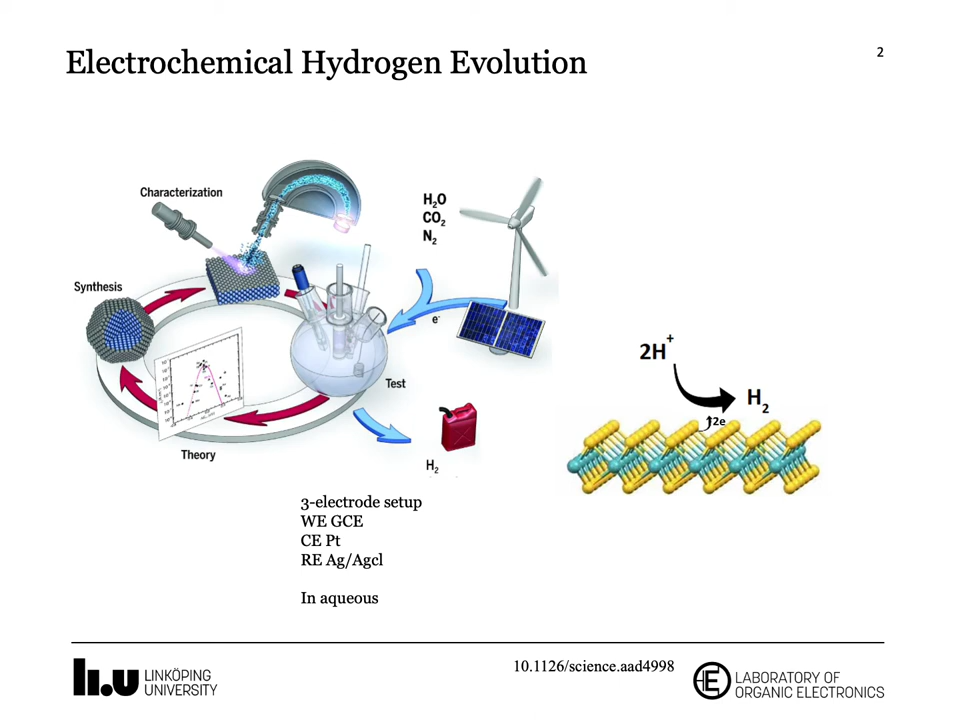 Electrochemical Hydrogen Evolution
2
Characterization
H₂O
CO₂
N₂
Synthesis
e⁻
Test
Theory
H₂
2H⁺
H₂
2e
3-electrode setup
WE GCE
CE Pt
RE Ag/Agcl
In aqueous
10.1126/science.aad4998
LINKÖPING
UNIVERSITY
LABORATORY OF
ORGANIC ELECTRONICS